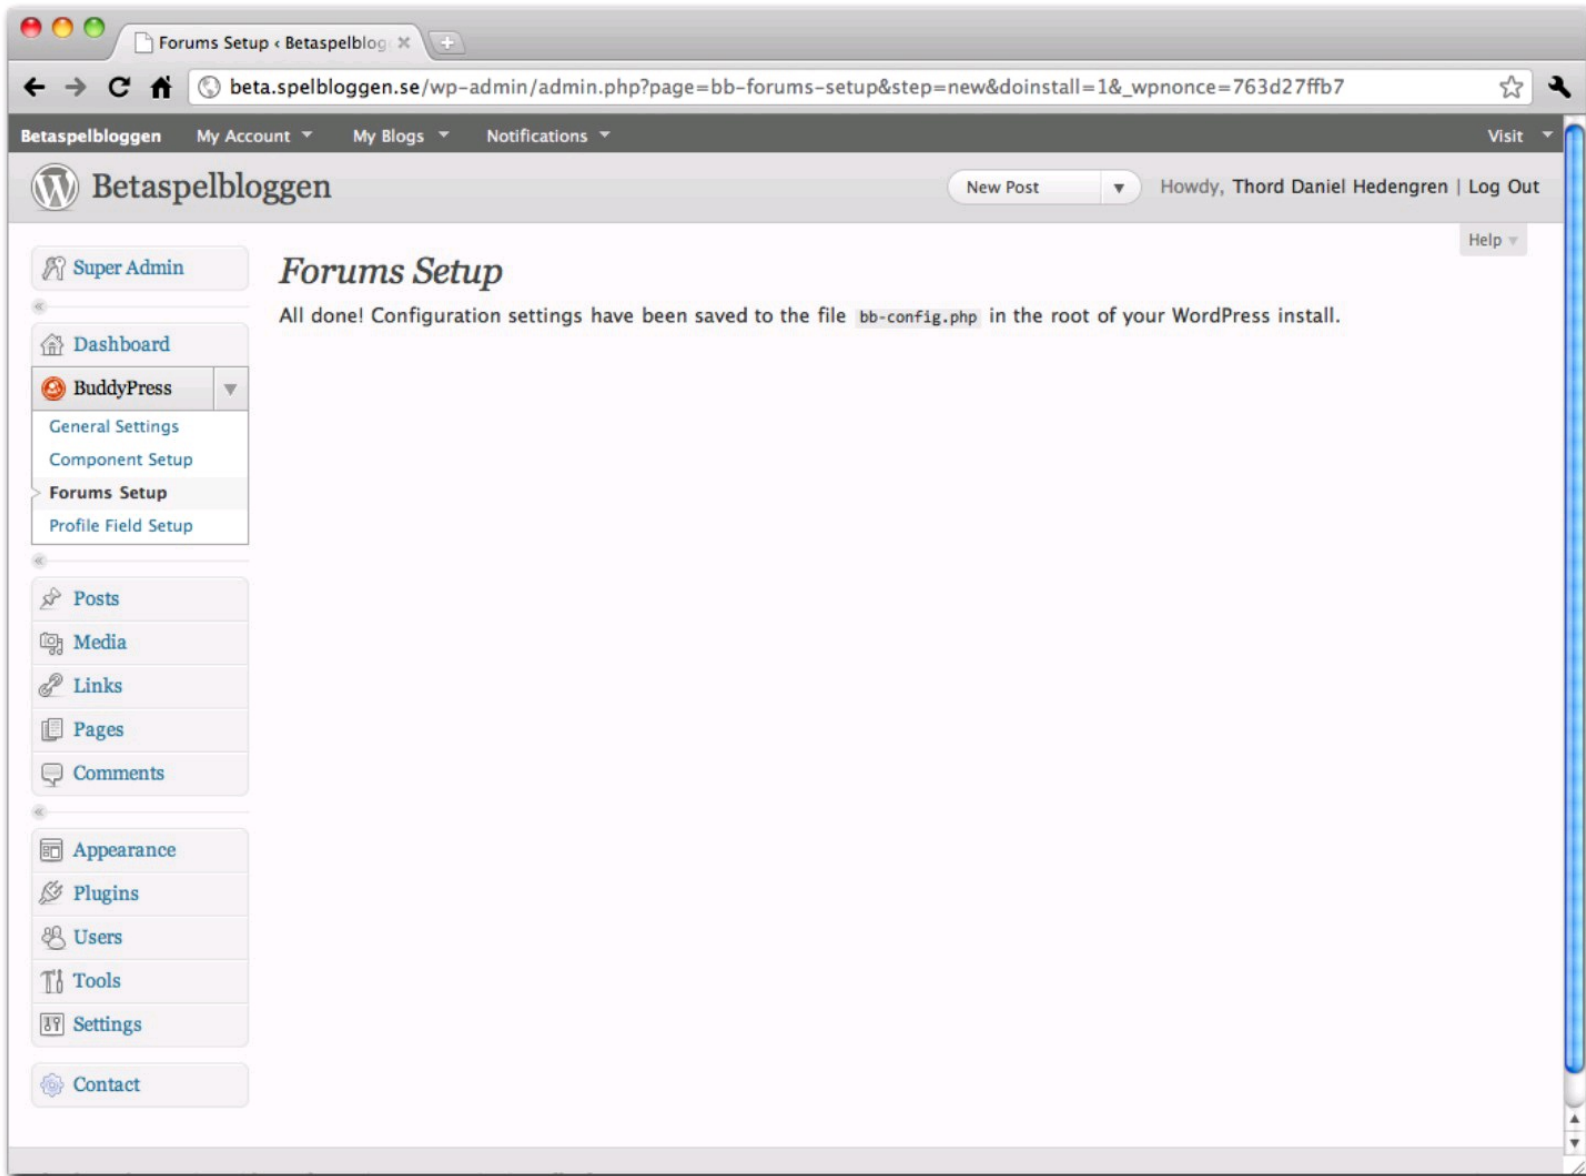 Forums Setup ‹ Betaspelblog
beta.spelbloggen.se/wp-admin/admin.php?page=bb-forums-setup&step=new&doinstall=1&_wpnonce=763d27ffb7
Betaspelbloggen My Account My Blogs Notifications Visit
Betaspelbloggen New Post Howdy, Thord Daniel Hedengren | Log Out
Help
Super Admin
Forums Setup
All done! Configuration settings have been saved to the file bb-config.php in the root of your WordPress install.
Dashboard
BuddyPress
General Settings
Component Setup
Forums Setup
Profile Field Setup
Posts
Media
Links
Pages
Comments
Appearance
Plugins
Users
Tools
Settings
Contact